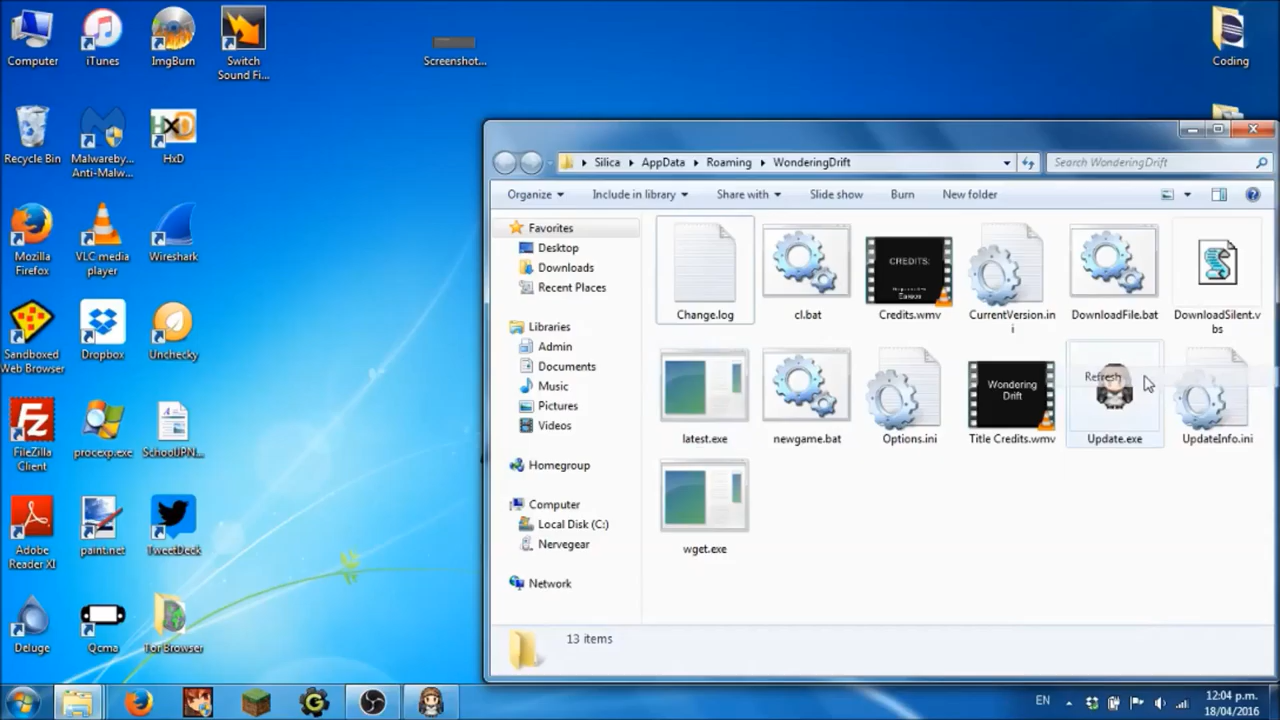 Computer
iTunes
ImgBurn
Switch
Sound Fi...
Screenshot...
Coding
Recycle Bin
Malwareby...
Anti-Malw...
HxD
Mozilla
Firefox
VLC media
player
Wireshark
Sandboxed
Web Browser
Dropbox
Unchecky
FileZilla
Client
procexp.exe
SchoolVPN...
Adobe
Reader XI
paint.net
TweetDeck
Deluge
Qcma
Tor Browser
Silica
AppData
Roaming
WonderingDrift
Search WonderingDrift
Organize
Include in library
Share with
Slide show
Burn
New folder
Favorites
Desktop
Downloads
Recent Places
Libraries
Admin
Documents
Music
Pictures
Videos
Homegroup
Computer
Local Disk (C:)
Nervegear
Network
CREDITS:
Change.log
cl.bat
Credits.wmv
CurrentVersion.in
i
DownloadFile.bat
DownloadSilent.v
bs
Wondering
Drift
Refresh
latest.exe
newgame.bat
Options.ini
Title Credits.wmv
Update.exe
UpdateInfo.ini
wget.exe
13 items
EN
12:04 p.m.
18/04/2016